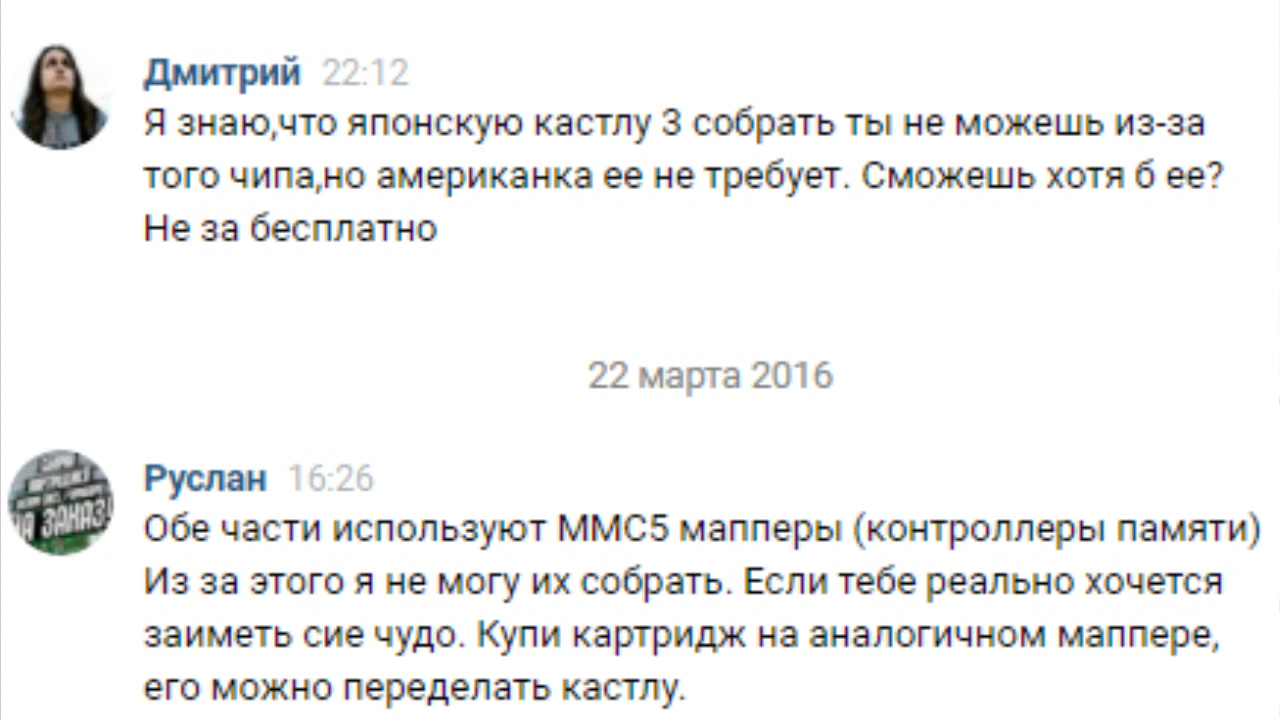 Дмитрий 22:12
Я знаю,что японскую кастлу 3 собрать ты не можешь из-за
того чипа,но американка ее не требует. Сможешь хотя б ее?
Не за бесплатно
22 марта 2016
НА ЗАКАЗ!
Руслан 16:26
Обе части используют MMC5 мапперы (контроллеры памяти)
Из за этого я не могу их собрать. Если тебе реально хочется
заиметь сие чудо. Купи картридж на аналогичном маппере,
его можно переделать кастлу.